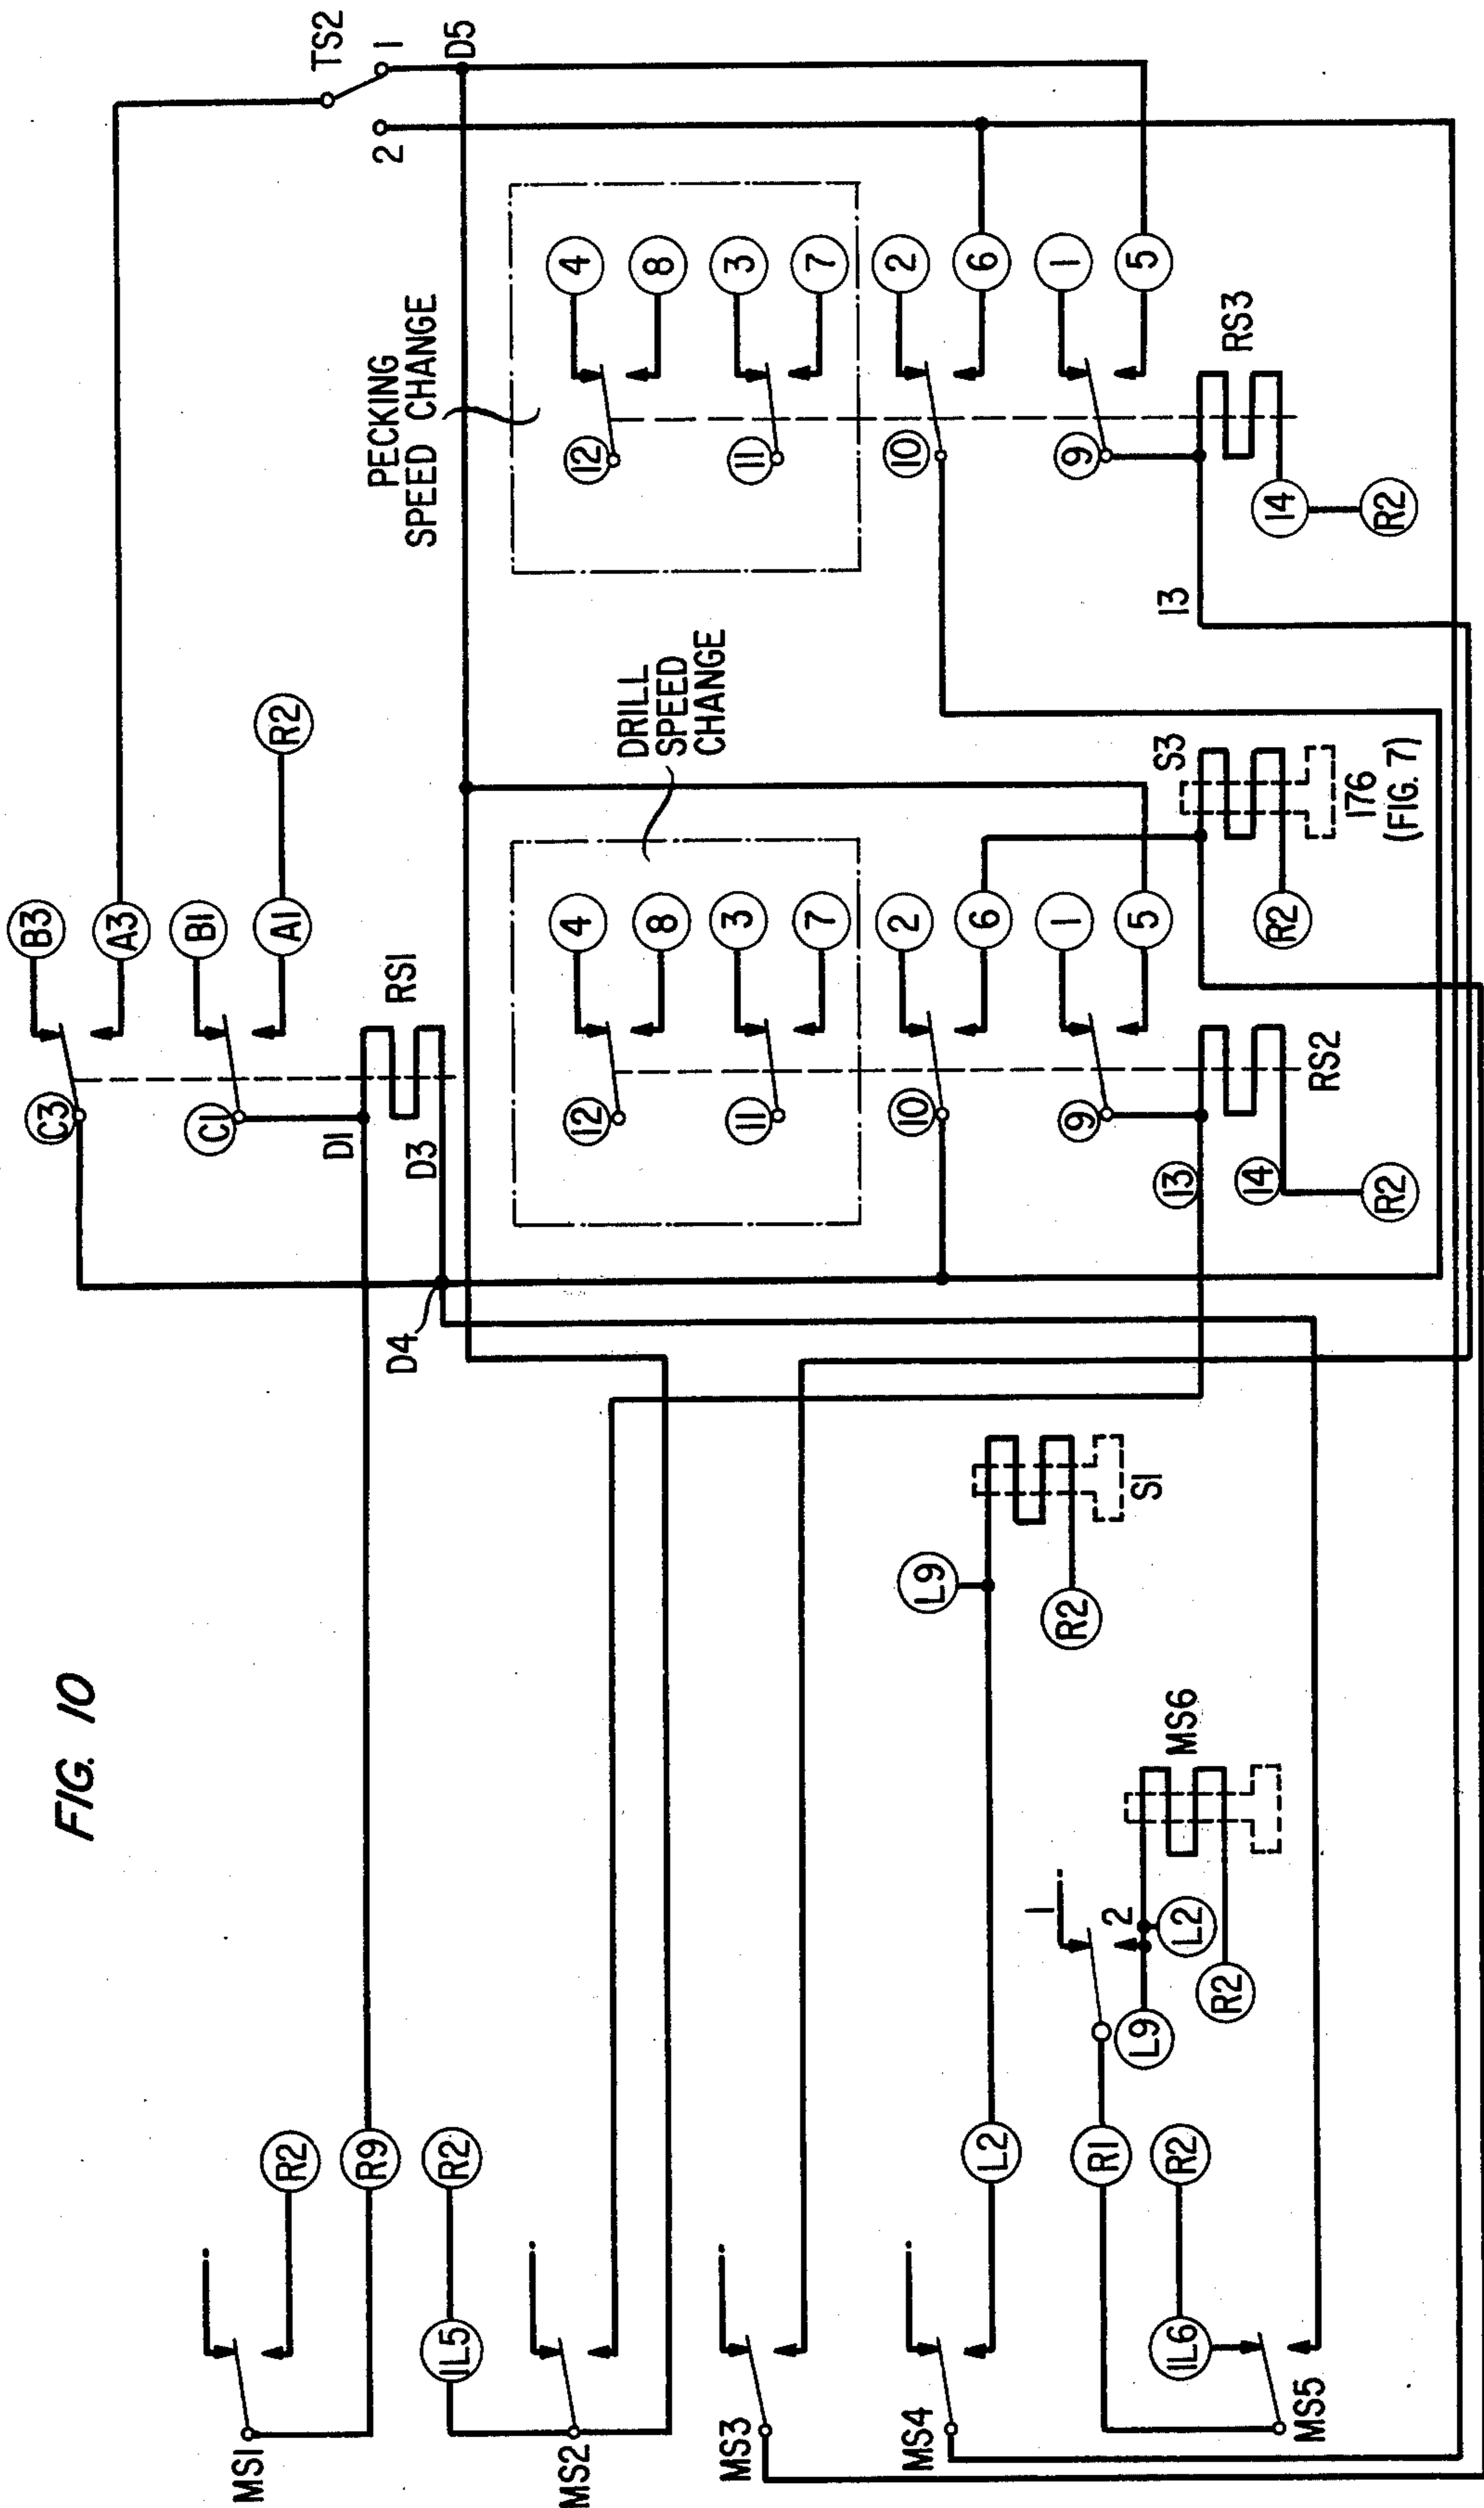 FIG. 10
TS2
1
2
D5
B3
A3
B1
A1
R2
C3
C1
D1
RS1
D3
D4
PECKING
SPEED CHANGE
4
8
3
7
2
6
1
5
12
11
10
9
RS3
13
14
R2
DRILL
SPEED
CHANGE
4
8
3
7
2
6
1
5
12
11
10
9
13
14
R2
RS2
S3
R2
176
(FIG. 7)
L9
R2
S1
MS6
1
2
L2
L9
R2
MS1
R2
R9
R2
1L5
MS2
MS3
MS4
L2
R1
R2
1L6
MS5